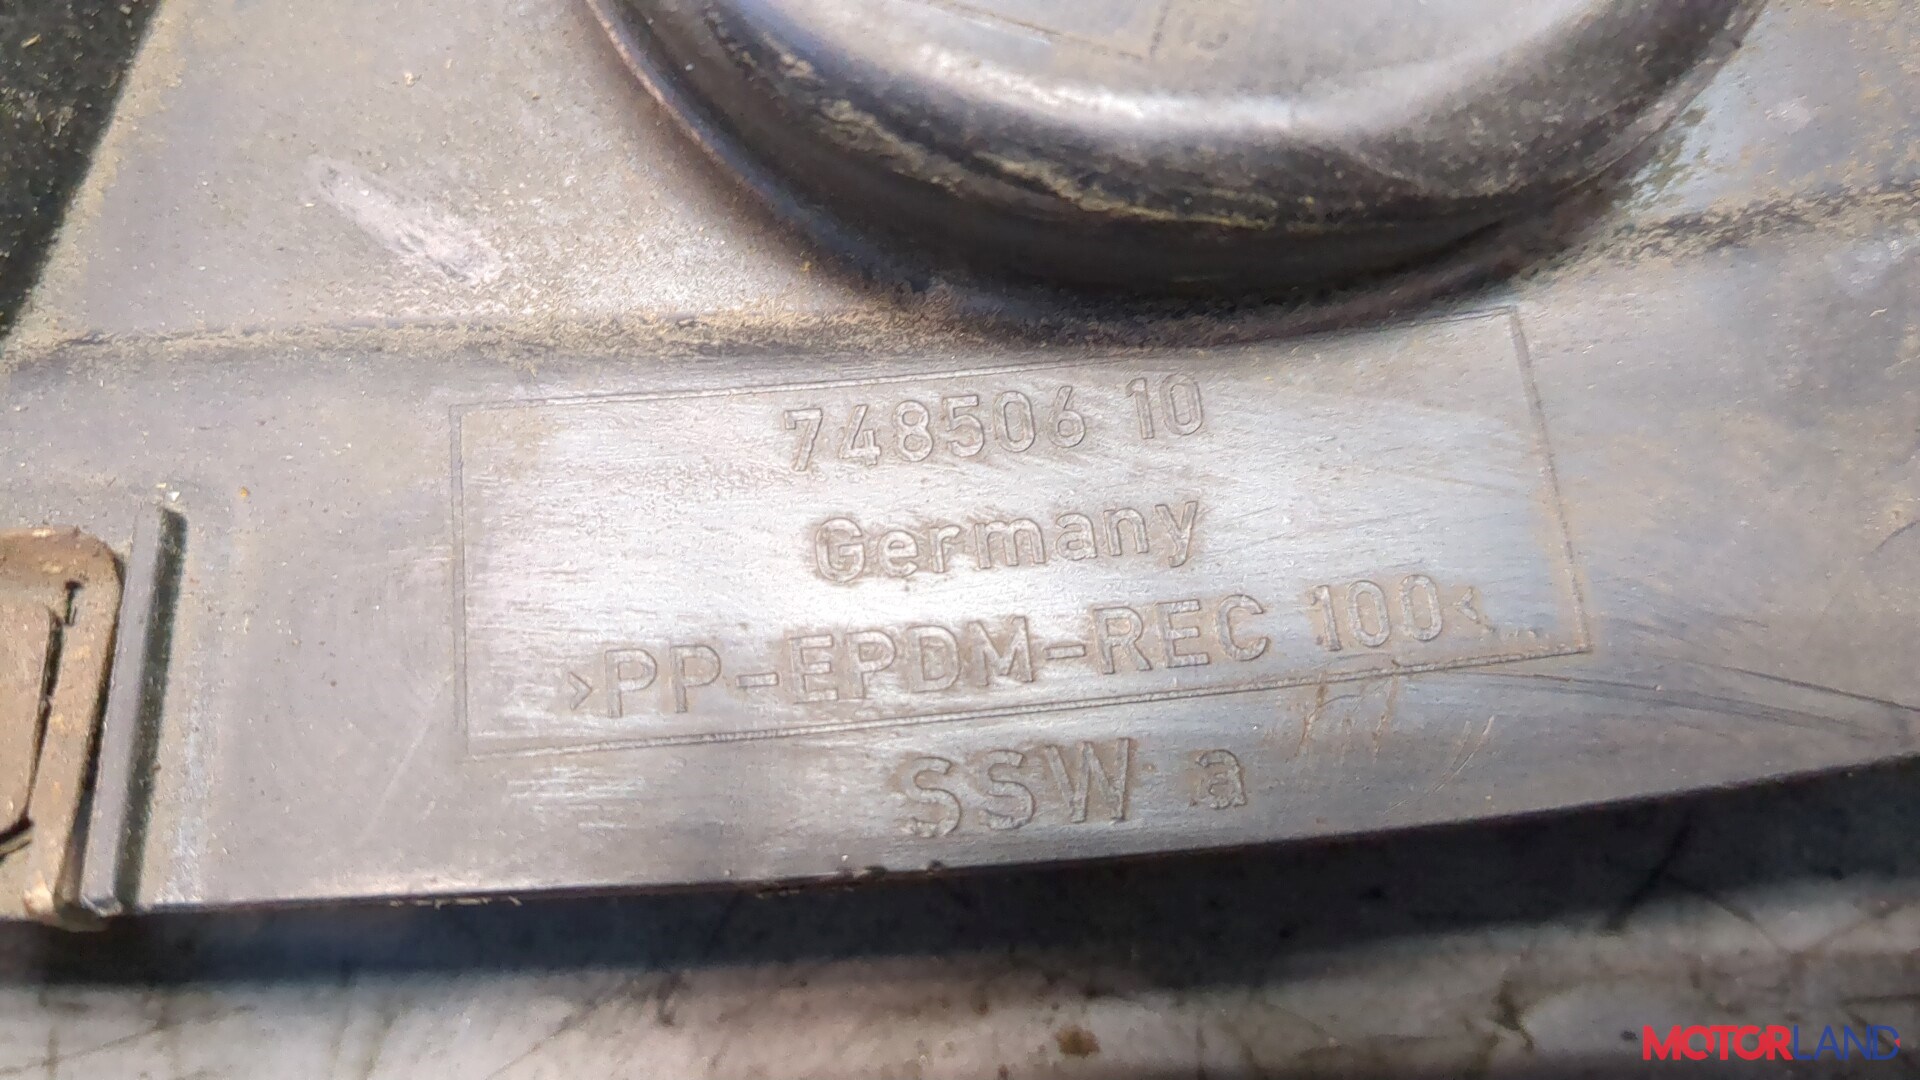 748506 10
Germany
>PP-EPDM-REC 100<
SSW a
MOTORLAND